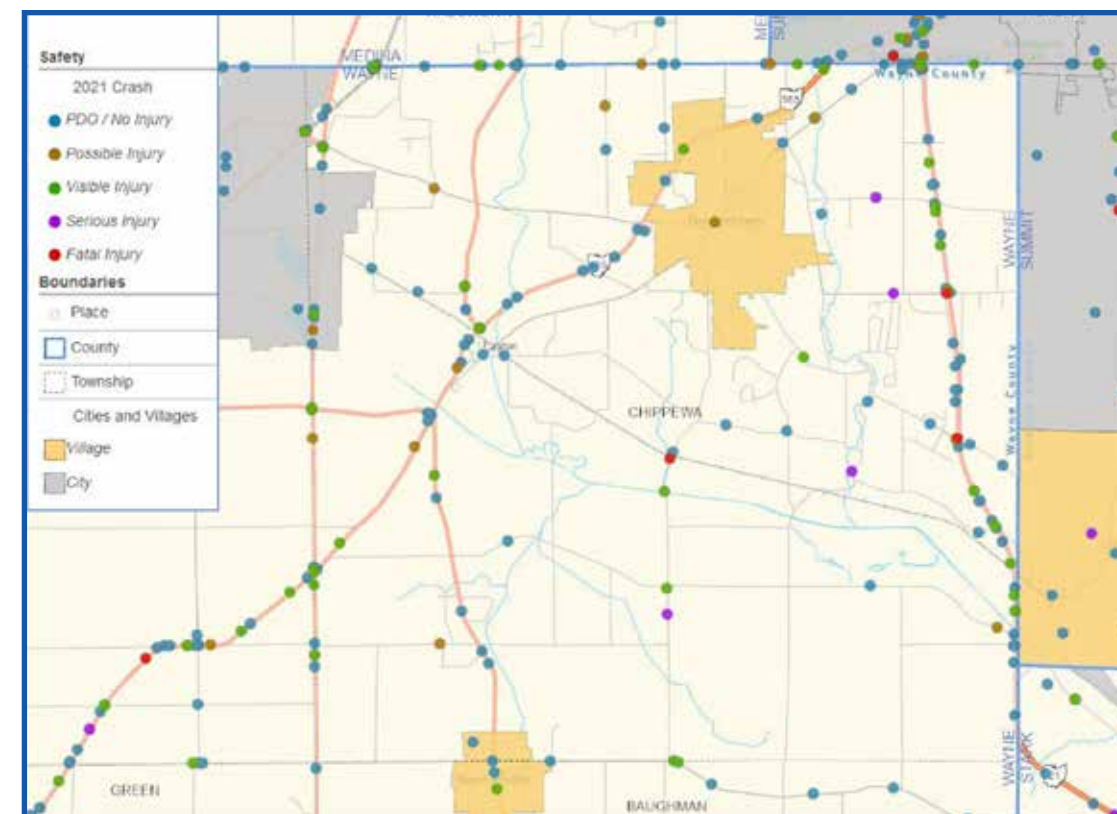 Safety
2021 Crash
PDO / No Injury
Possible Injury
Visible Injury
Serious Injury
Fatal Injury
Boundaries
Place
County
Township
Cities and Villages
Village
City
MEDINA
WAYNE
Wayne County
585
WAYNE
SUMMIT
CHIPPEWA
Wayne County
GREEN
BAUGHMAN
WAYNE
STARK
21